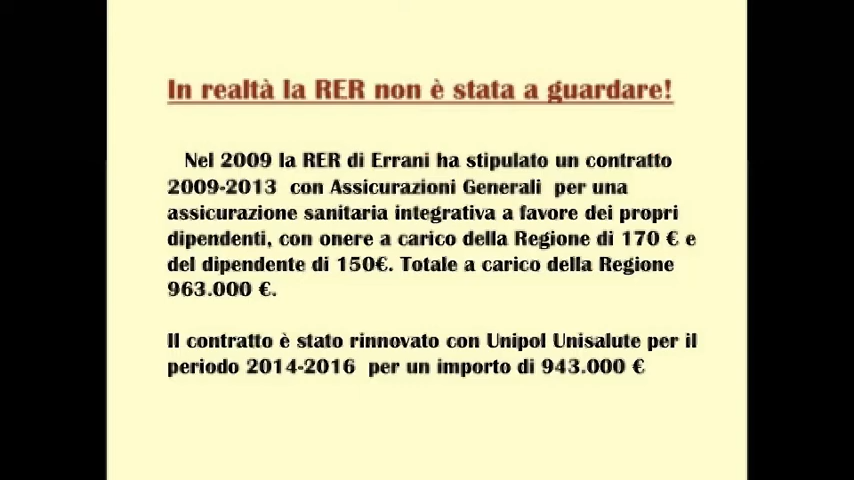 In realtà la RER non è stata a guardare!
Nel 2009 la RER di Errani ha stipulato un contratto
2009-2013 con Assicurazioni Generali per una
assicurazione sanitaria integrativa a favore dei propri
dipendenti, con onere a carico della Regione di 170 € e
del dipendente di 150€. Totale a carico della Regione
963.000 €.
Il contratto è stato rinnovato con Unipol Unisalute per il
periodo 2014-2016 per un importo di 943.000 €